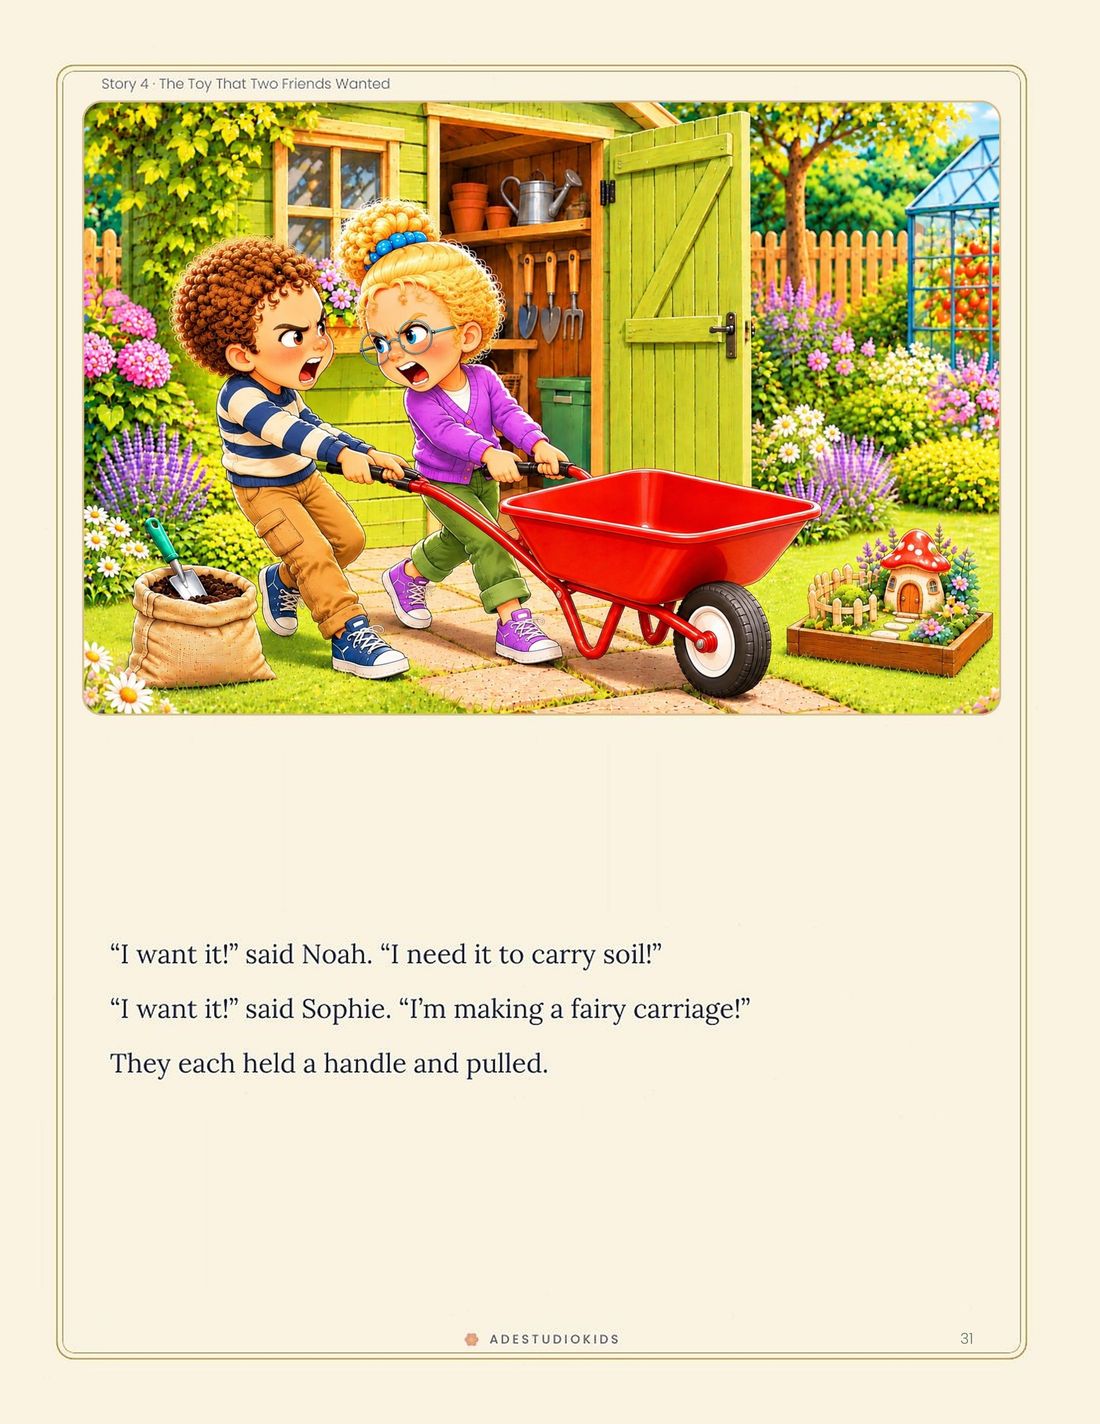 Story 4 · The Toy That Two Friends Wanted
“I want it!” said Noah. “I need it to carry soil!”
“I want it!” said Sophie. “I’m making a fairy carriage!”
They each held a handle and pulled.
ADESTUDIOKIDS
31